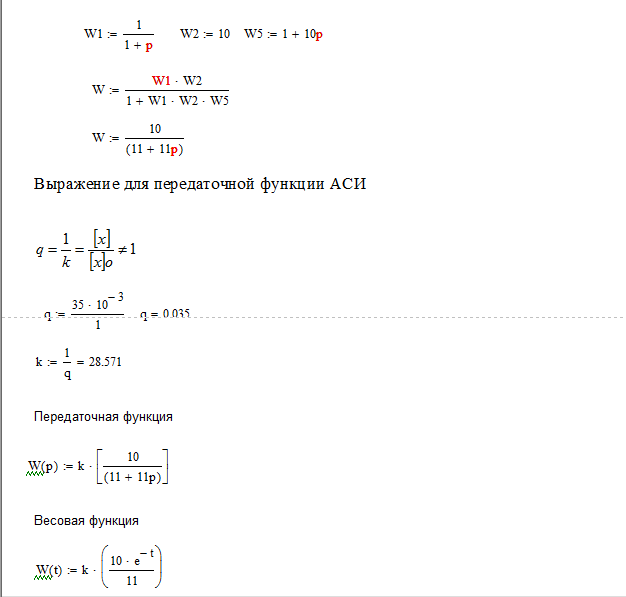 W1 := 1/(1 + p) W2 := 10 W5 := 1 + 10p
W := (W1 · W2)/(1 + W1 · W2 · W5)
W := 10/(11 + 11p)
Выражение для передаточной функции АСИ
q = 1/k = [x]/[x]o ≠ 1
q := (35 · 10^-3)/1 q = 0.035
k := 1/q = 28.571
Передаточная функция
W(p) := k · [10/(11 + 11p)]
Весовая функция
W(t) := k · ((10 · e^-t)/11)